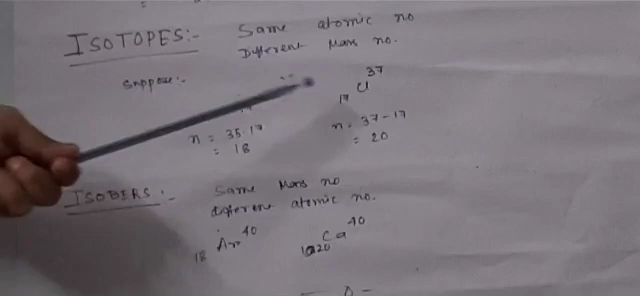 ISOTOPES:- Same atomic no
Different Mass no.
Suppose:-
17 Cl 37
n = 35-17
= 18
n = 37-17
= 20
ISOBERS:- Same Mass no
different atomic no.
18 Ar 40
20 Ca 40